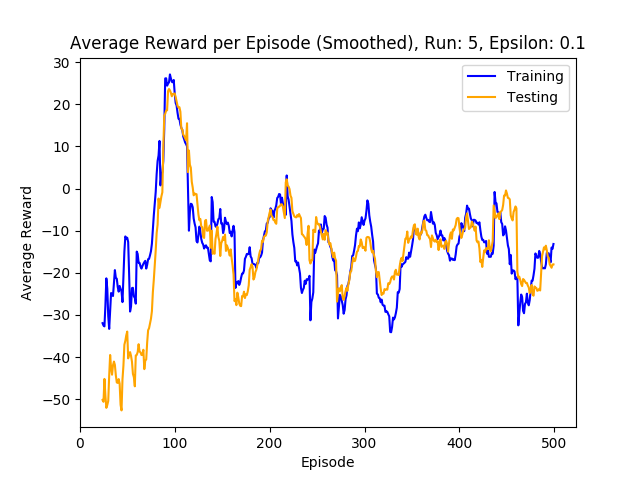 Average Reward per Episode (Smoothed), Run: 5, Epsilon: 0.1
Training
Testing
Average Reward
30
20
10
0
−10
−20
−30
−40
−50
0 100 200 300 400 500
Episode